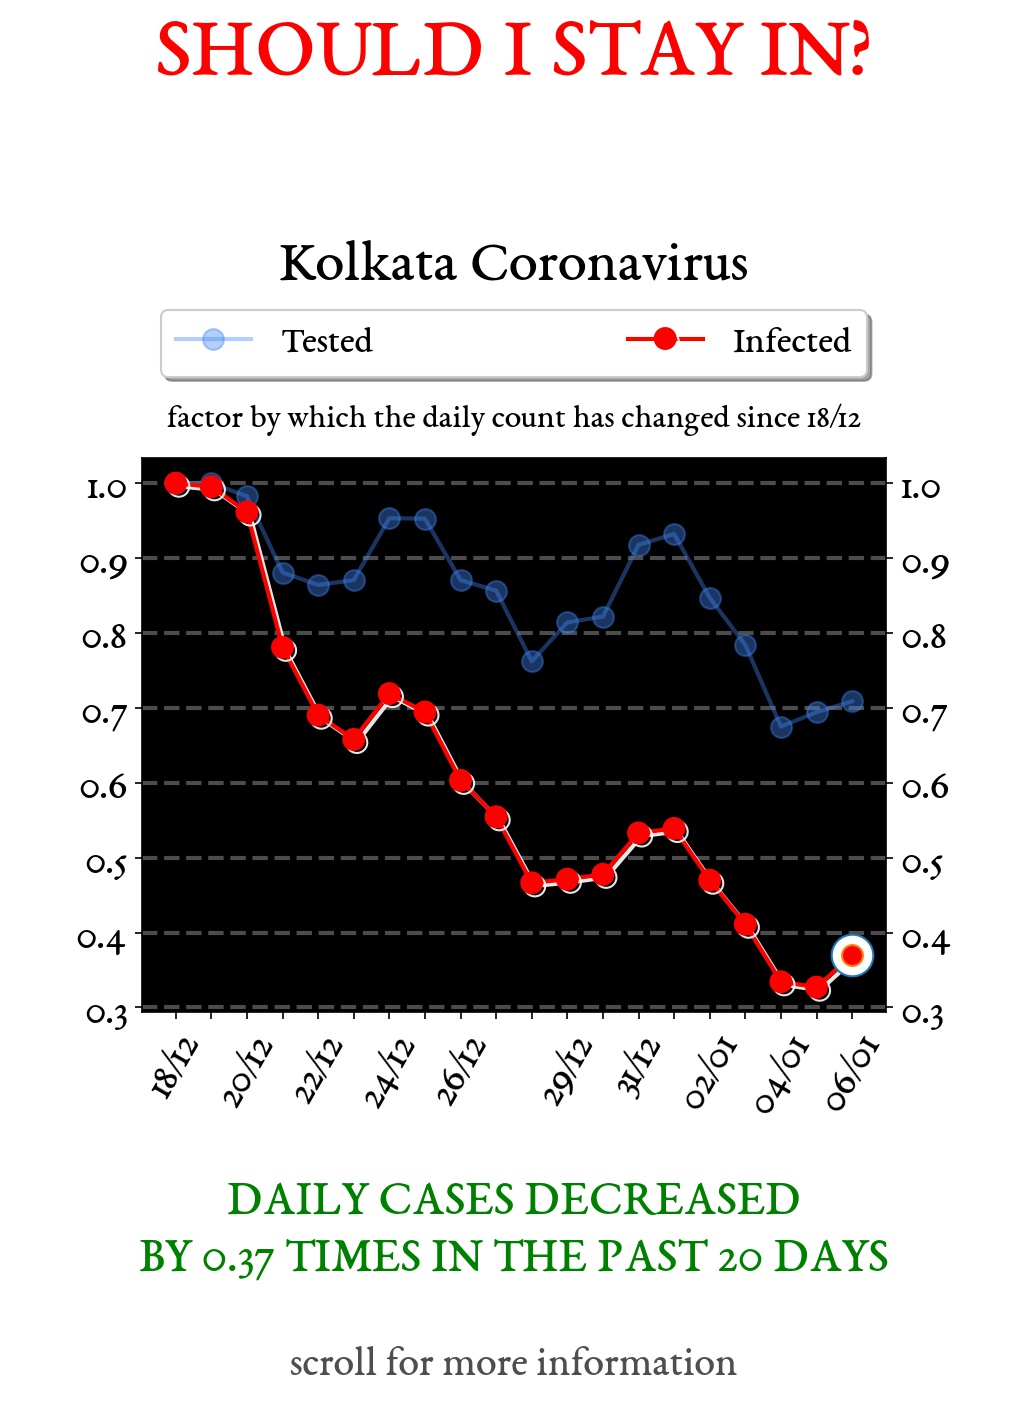 SHOULD I STAY IN?
Kolkata Coronavirus
Tested Infected
factor by which the daily count has changed since 18/12
1.0 1.0
0.9 0.9
0.8 0.8
0.7 0.7
0.6 0.6
0.5 0.5
0.4 0.4
0.3 0.3
18/12 20/12 22/12 24/12 26/12 29/12 31/12 02/01 04/01 06/01
DAILY CASES DECREASED
BY 0.37 TIMES IN THE PAST 20 DAYS
scroll for more information